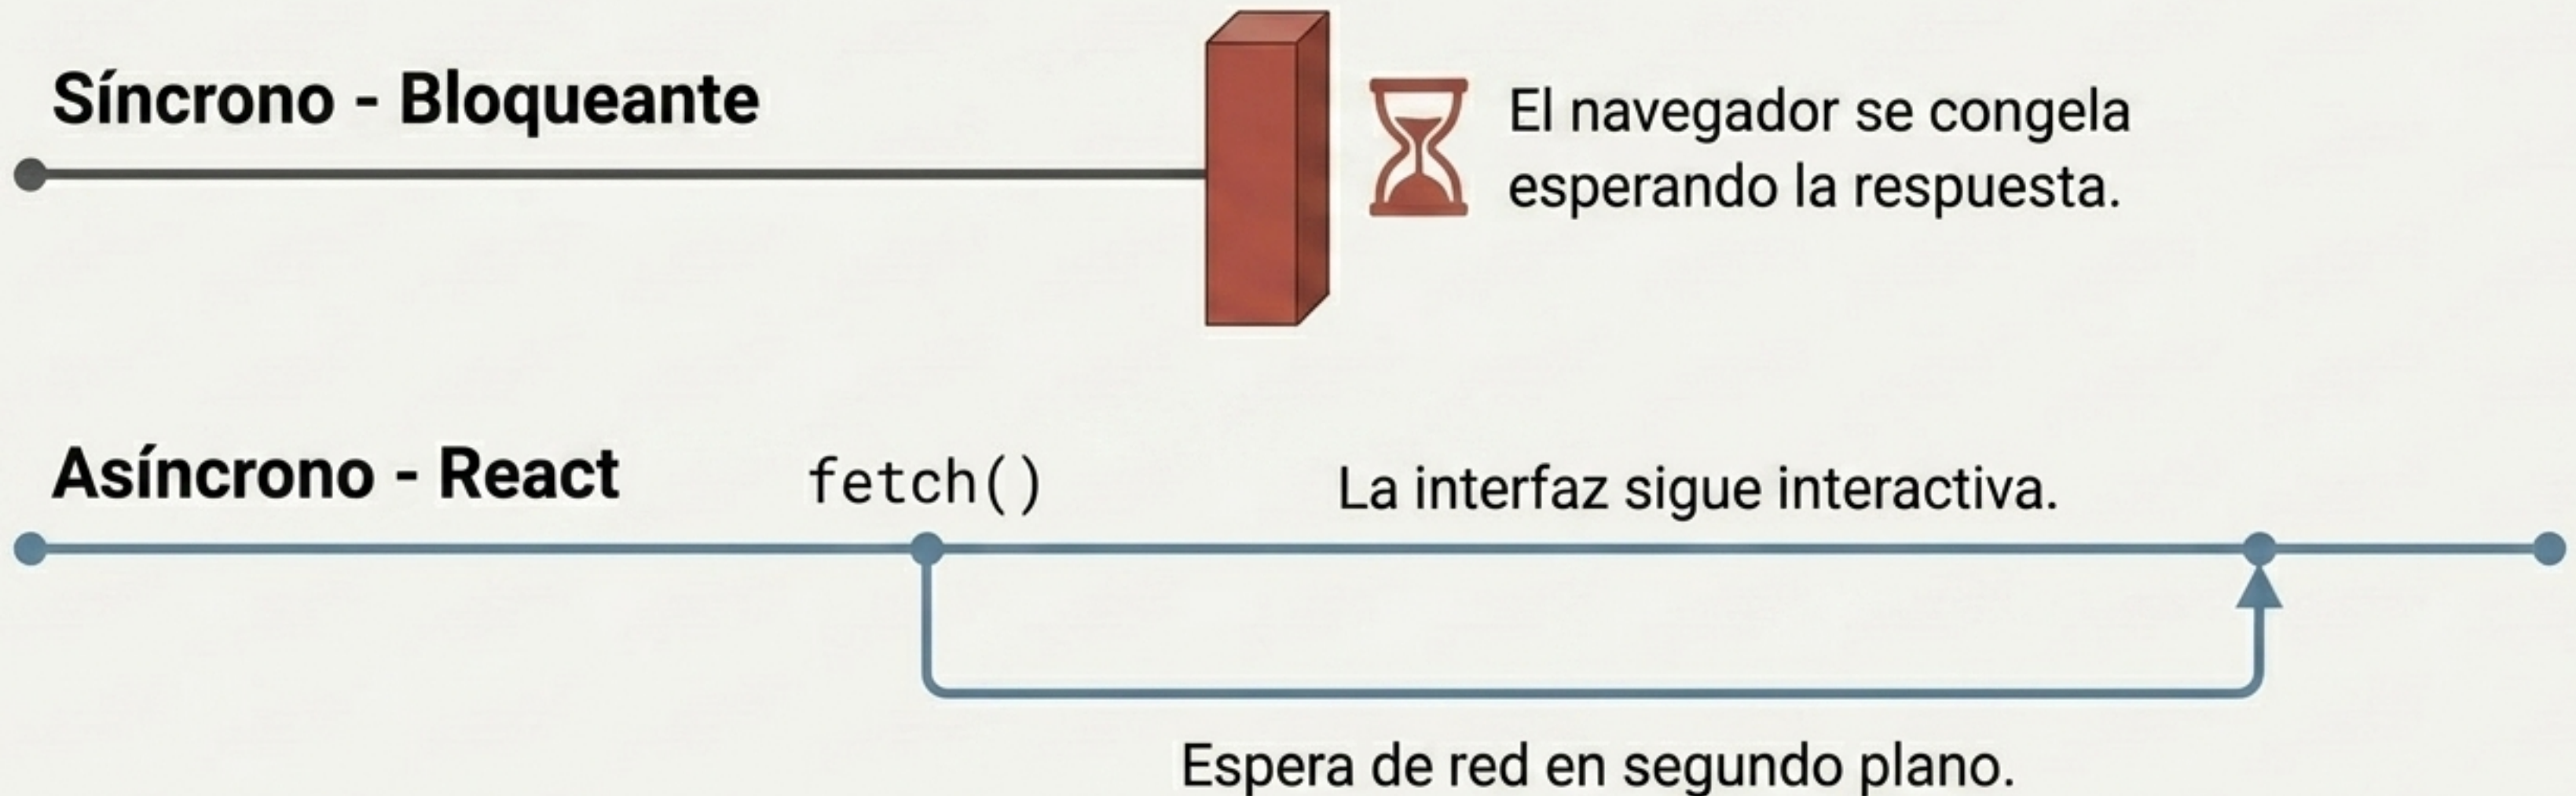 Síncrono - Bloqueante
El navegador se congela
esperando la respuesta.
Asíncrono - React
fetch()
La interfaz sigue interactiva.
Espera de red en segundo plano.